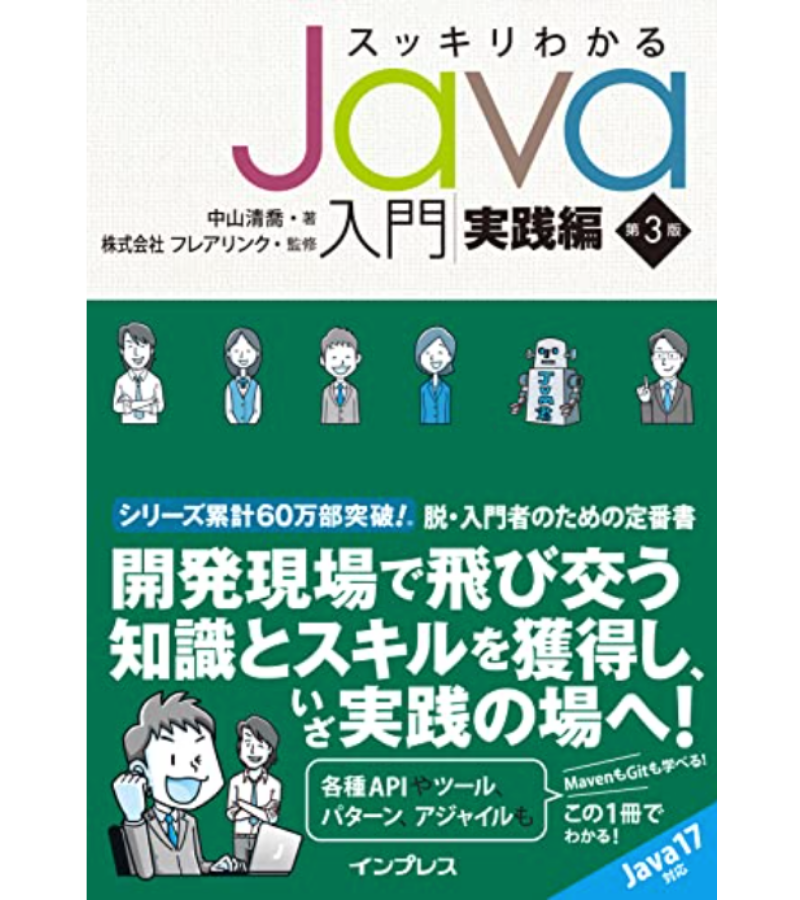 スッキリわかる
Java
中山清喬・著
株式会社 フレアリンク・監修
入門 実践編 第3版
シリーズ累計60万部突破! 脱・入門者のための定番書
開発現場で飛び交う
知識とスキルを獲得し、
いざ実践の場へ!
各種APIやツール、
パターン、アジャイルも
MavenもGitも学べる!
この1冊で
わかる!
インプレス
Java17
対応